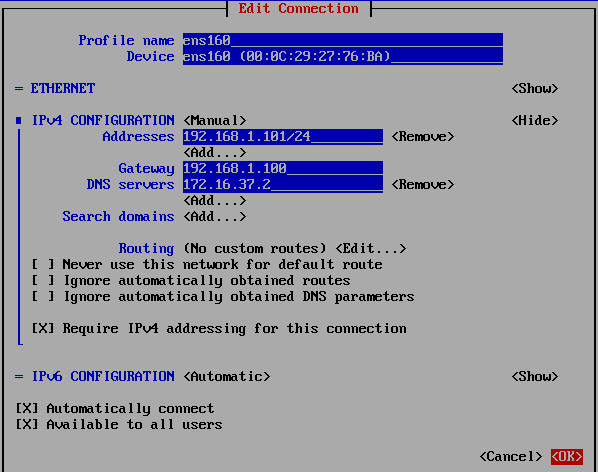 Edit Connection
Profile name ens160
Device ens160 (00:0C:29:27:76:BA)
= ETHERNET <Show>
IPv4 CONFIGURATION <Manual> <Hide>
Addresses 192.168.1.101/24 <Remove>
<Add...>
Gateway 192.168.1.100
DNS servers 172.16.37.2 <Remove>
<Add...>
Search domains <Add...>
Routing (No custom routes) <Edit...>
[ ] Never use this network for default route
[ ] Ignore automatically obtained routes
[ ] Ignore automatically obtained DNS parameters
[X] Require IPv4 addressing for this connection
= IPv6 CONFIGURATION <Automatic> <Show>
[X] Automatically connect
[X] Available to all users
<Cancel> <OK>